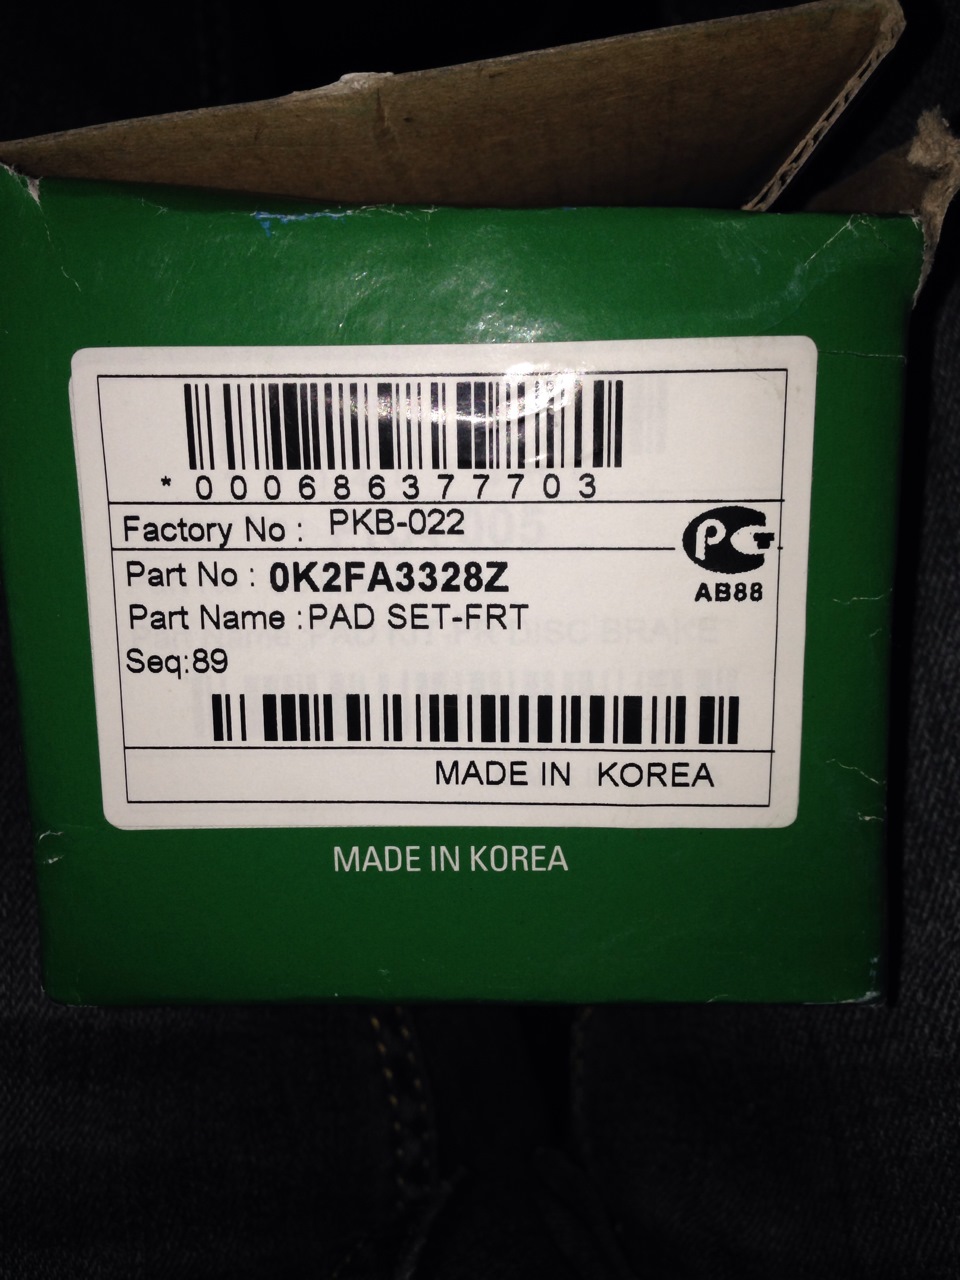 *000686377703
Factory No : PKB-022
Part No : 0K2FA3328Z
AB88
Part Name :PAD SET-FRT
Seq:89
MADE IN KOREA
MADE IN KOREA